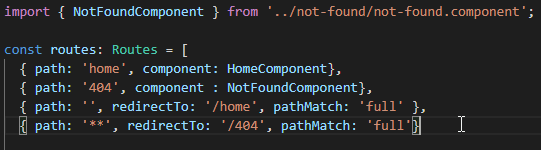 import { NotFoundComponent } from '../not-found/not-found.component';
const routes: Routes = [
{ path: 'home', component: HomeComponent},
{ path: '404', component : NotFoundComponent},
{ path: '', redirectTo: '/home', pathMatch: 'full' },
{ path: '**', redirectTo: '/404', pathMatch: 'full'}